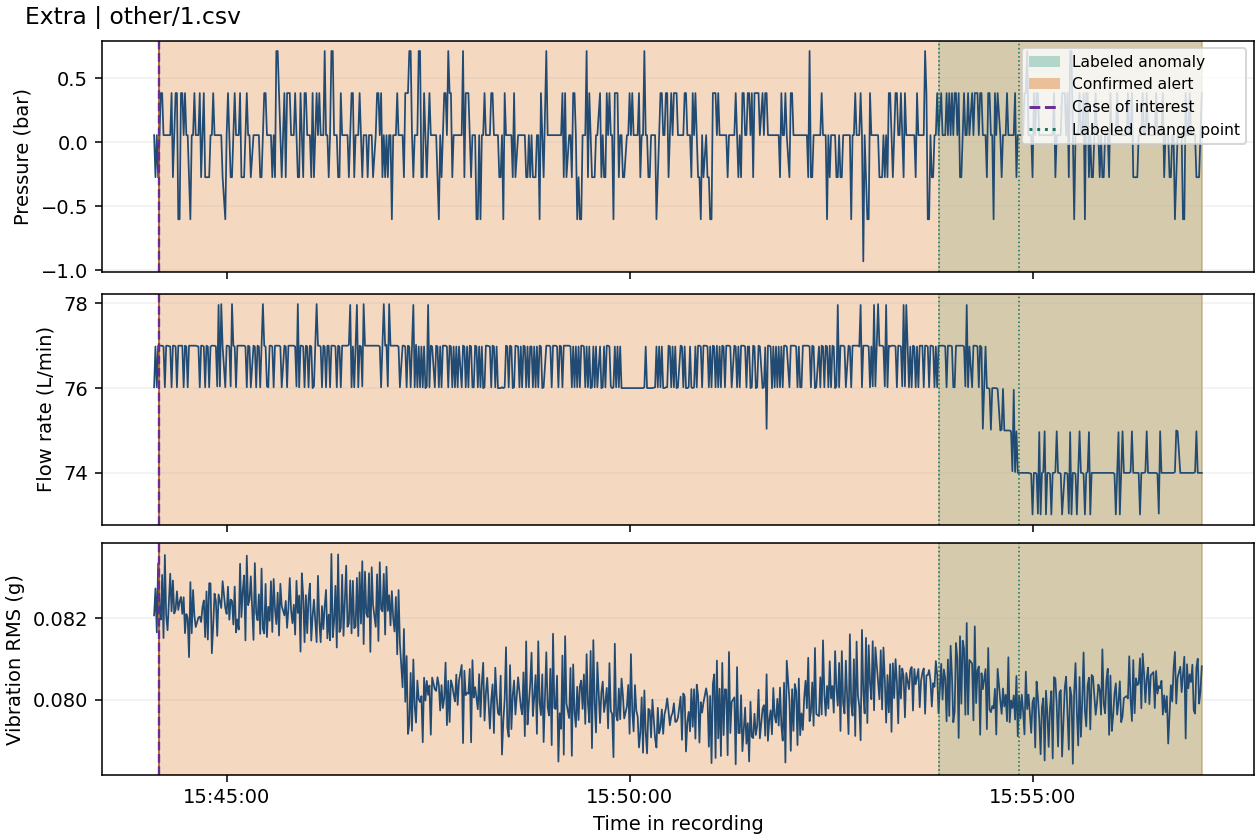 Extra | other/1.csv
Pressure (bar)
0.5
0.0
−0.5
−1.0
Labeled anomaly
Confirmed alert
Case of interest
Labeled change point
Flow rate (L/min)
78
76
74
Vibration RMS (g)
0.082
0.080
15:45:00
15:50:00
15:55:00
Time in recording